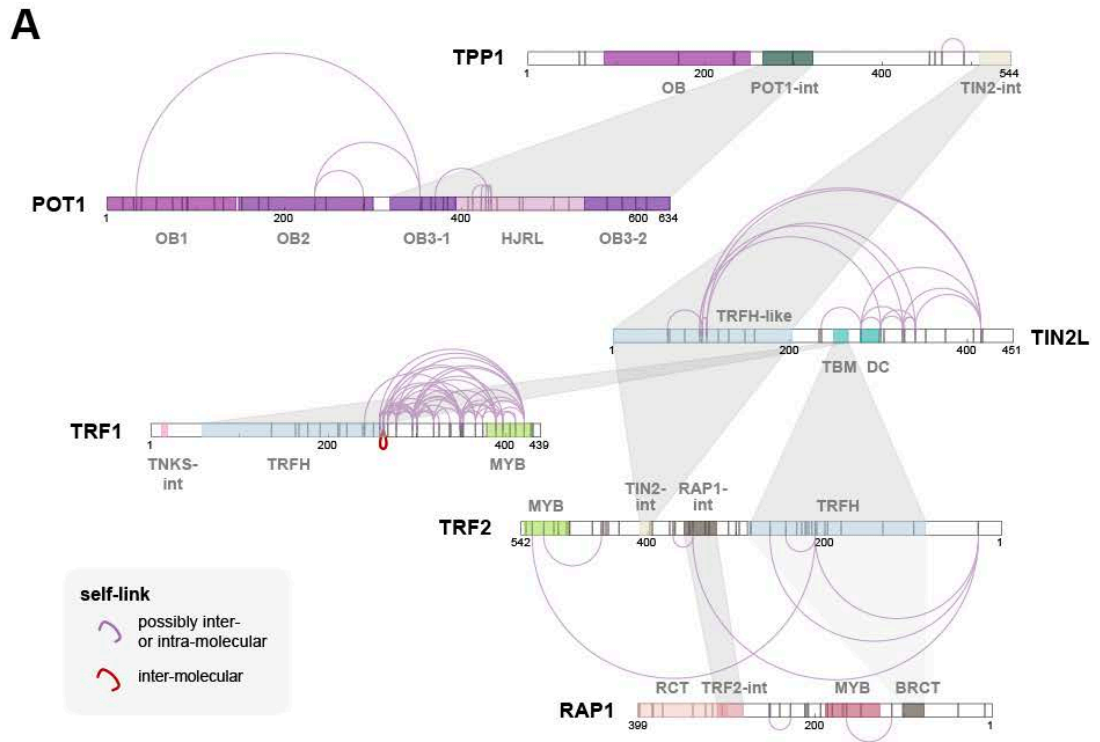 A
TPP1
1
200
400
544
OB
POT1-int
TIN2-int
POT1
1
200
400
600
634
OB1
OB2
OB3-1
HJRL
OB3-2
TRFH-like
TIN2L
1
200
400
451
TBM
DC
TRF1
1
200
400
439
TNKS-
int
TRFH
MYB
MYB
TIN2-
int
RAP1-
int
TRFH
TRF2
542
400
200
1
self-link
possibly inter-
or intra-molecular
inter-molecular
RCT
TRF2-int
MYB
BRCT
RAP1
399
200
1